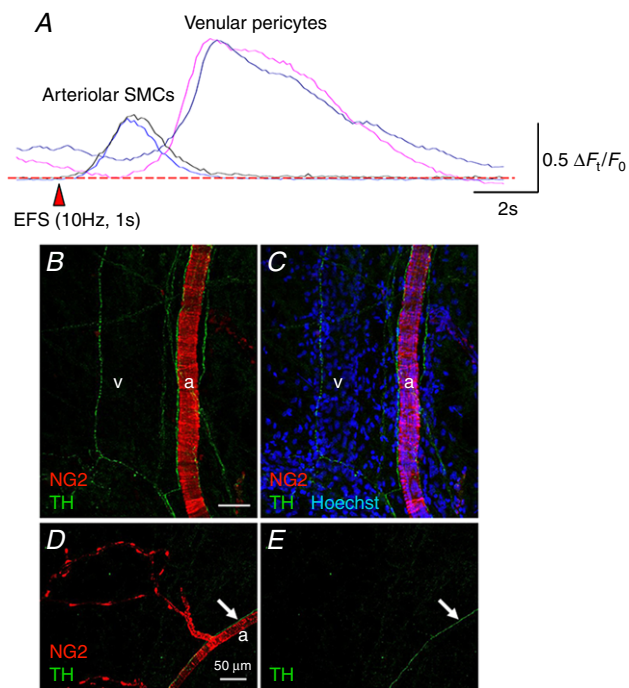 A
Venular pericytes
Arteriolar SMCs
0.5 ΔFt/F0
2s
EFS (10Hz, 1s)
B
v
a
NG2
TH
C
v
a
NG2
TH Hoechst
D
a
NG2
TH
50 µm
E
TH